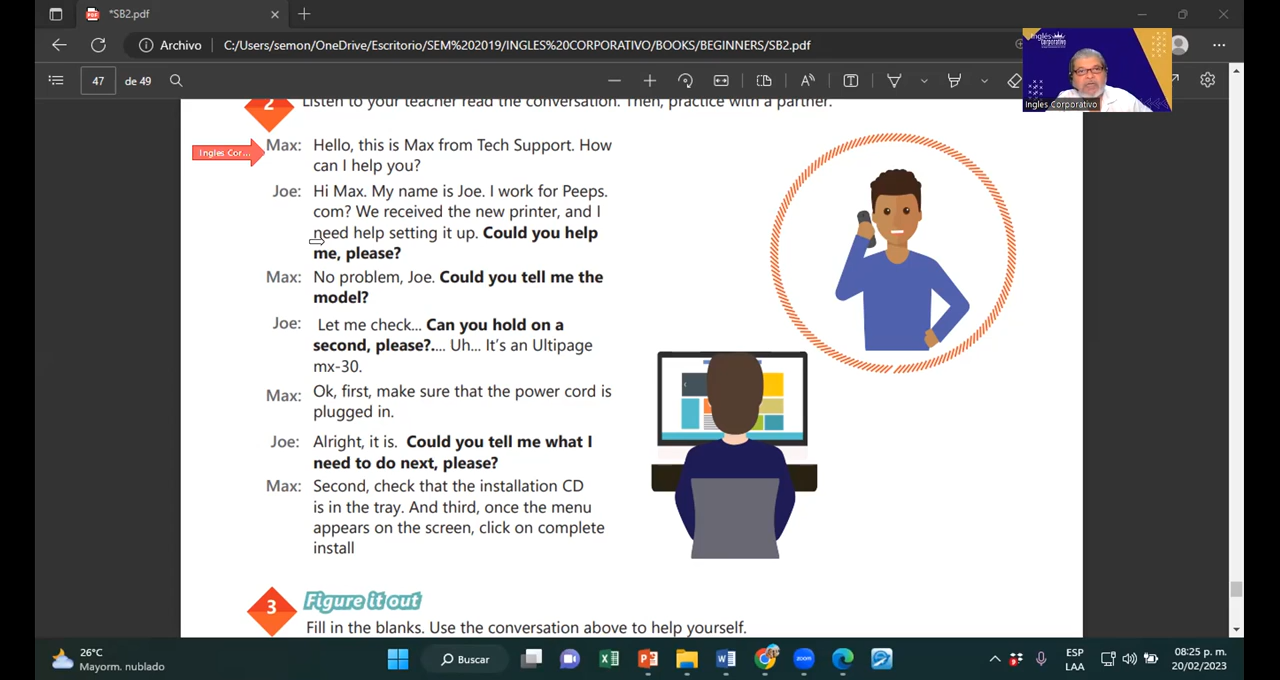 *SB2.pdf
Archivo
C:/Users/semon/OneDrive/Escritorio/SEM%202019/INGLES%20CORPORATIVO/BOOKS/BEGINNERS/SB2.pdf
47 de 49
Inglés
Corporativo
Ingles Corporativo
2 Listen to your teacher read the conversation. Then, practice with a partner.
Ingles Cor...
Max: Hello, this is Max from Tech Support. How
can I help you?
Joe: Hi Max. My name is Joe. I work for Peeps.
com? We received the new printer, and I
need help setting it up. Could you help
me, please?
Max: No problem, Joe. Could you tell me the
model?
Joe: Let me check... Can you hold on a
second, please?.... Uh... It's an Ultipage
mx-30.
Max: Ok, first, make sure that the power cord is
plugged in.
Joe: Alright, it is. Could you tell me what I
need to do next, please?
Max: Second, check that the installation CD
is in the tray. And third, once the menu
appears on the screen, click on complete
install
3 Figure it out
Fill in the blanks. Use the conversation above to help yourself.
26°C
Mayorm. nublado
Buscar
ESP
LAA
08:25 p. m.
20/02/2023